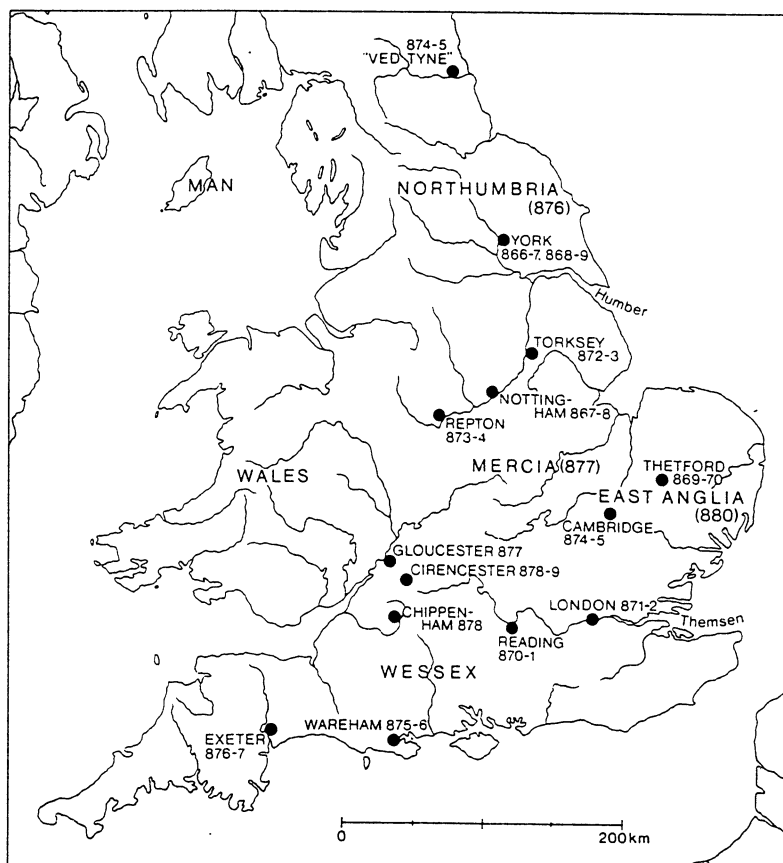 874-5
"VED TYNE"
MAN
NORTHUMBRIA
(876)
YORK
866-7, 868-9
Humber
TORKSEY
872-3
NOTTING-
HAM 867-8
REPTON
873-4
MERCIA (877)
WALES
THETFORD
869-70
EAST ANGLIA
(880)
CAMBRIDGE
874-5
GLOUCESTER 877
CIRENCESTER 878-9
CHIPPEN-
HAM 878
LONDON 871-2
Themsen
READING
870-1
WESSEX
WAREHAM 875-6
EXETER
876-7
0
200km